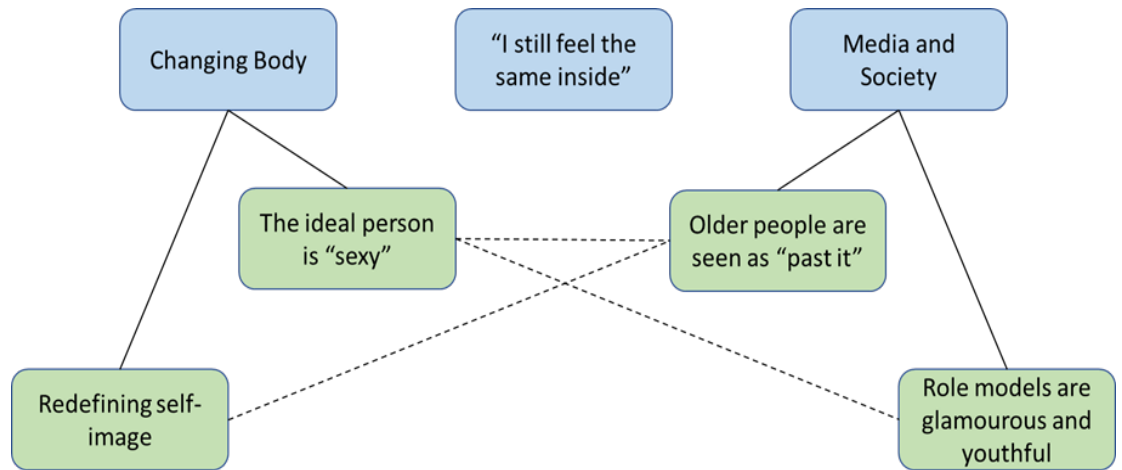 Changing Body
“I still feel the
same inside”
Media and
Society
The ideal person
is “sexy”
Older people are
seen as “past it”
Redefining self-
image
Role models are
glamourous and
youthful